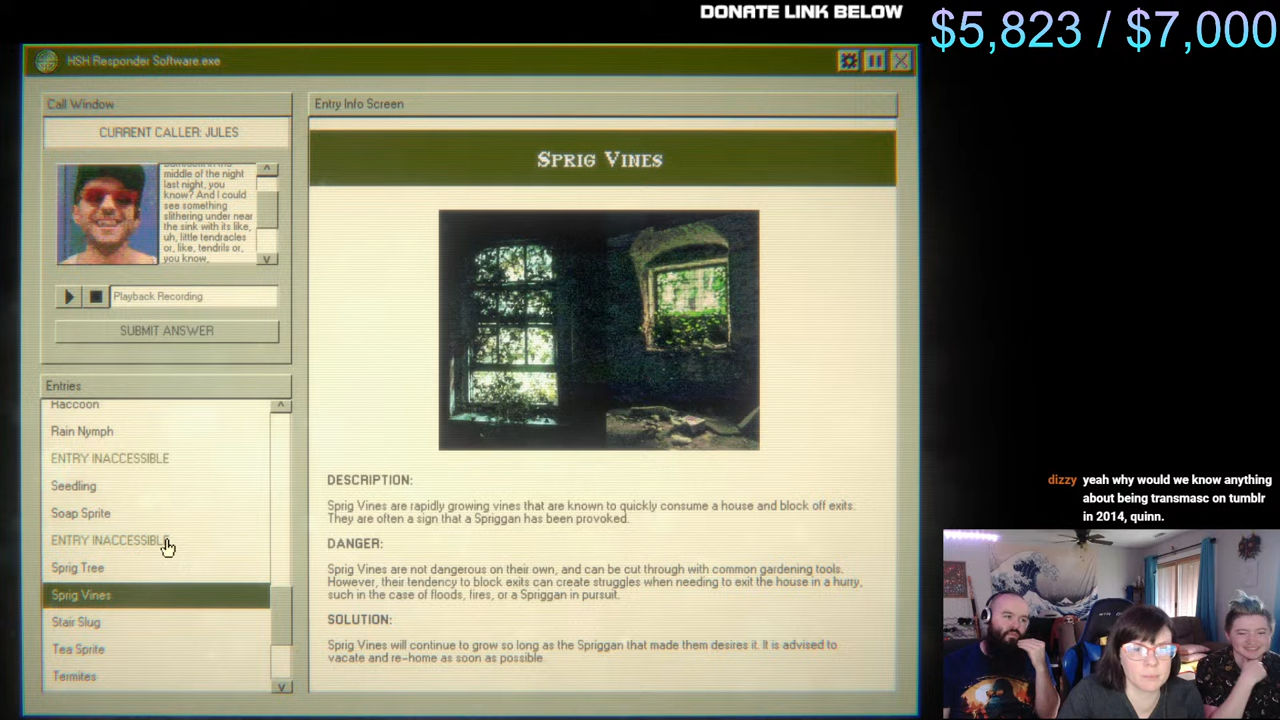 DONATE LINK BELOW
$5,823 / $7,000
HSH Responder Software.exe
Call Window
CURRENT CALLER: JULES
middle of the night
last night, you
know? And I could
see something
slithering under near
the sink with its like,
uh, little tendracles
or, like, tendrils or,
you know,
Playback Recording
SUBMIT ANSWER
Entries
Raccoon
Rain Nymph
ENTRY INACCESSIBLE
Seedling
Soap Sprite
ENTRY INACCESSIBLE
Sprig Tree
Sprig Vines
Stair Slug
Tea Sprite
Termites
Entry Info Screen
SPRIG VINES
DESCRIPTION:
Sprig Vines are rapidly growing vines that are known to quickly consume a house and block off exits.
They are often a sign that a Spriggan has been provoked.
DANGER:
Sprig Vines are not dangerous on their own, and can be cut through with common gardening tools.
However, their tendency to block exits can create struggles when needing to exit the house in a hurry,
such in the case of floods, fires, or a Spriggan in pursuit.
SOLUTION:
Sprig Vines will continue to grow so long as the Spriggan that made them desires it. It is advised to
vacate and re-home as soon as possible.
dizzy yeah why would we know anything
about being transmasc on tumblr
in 2014, quinn.